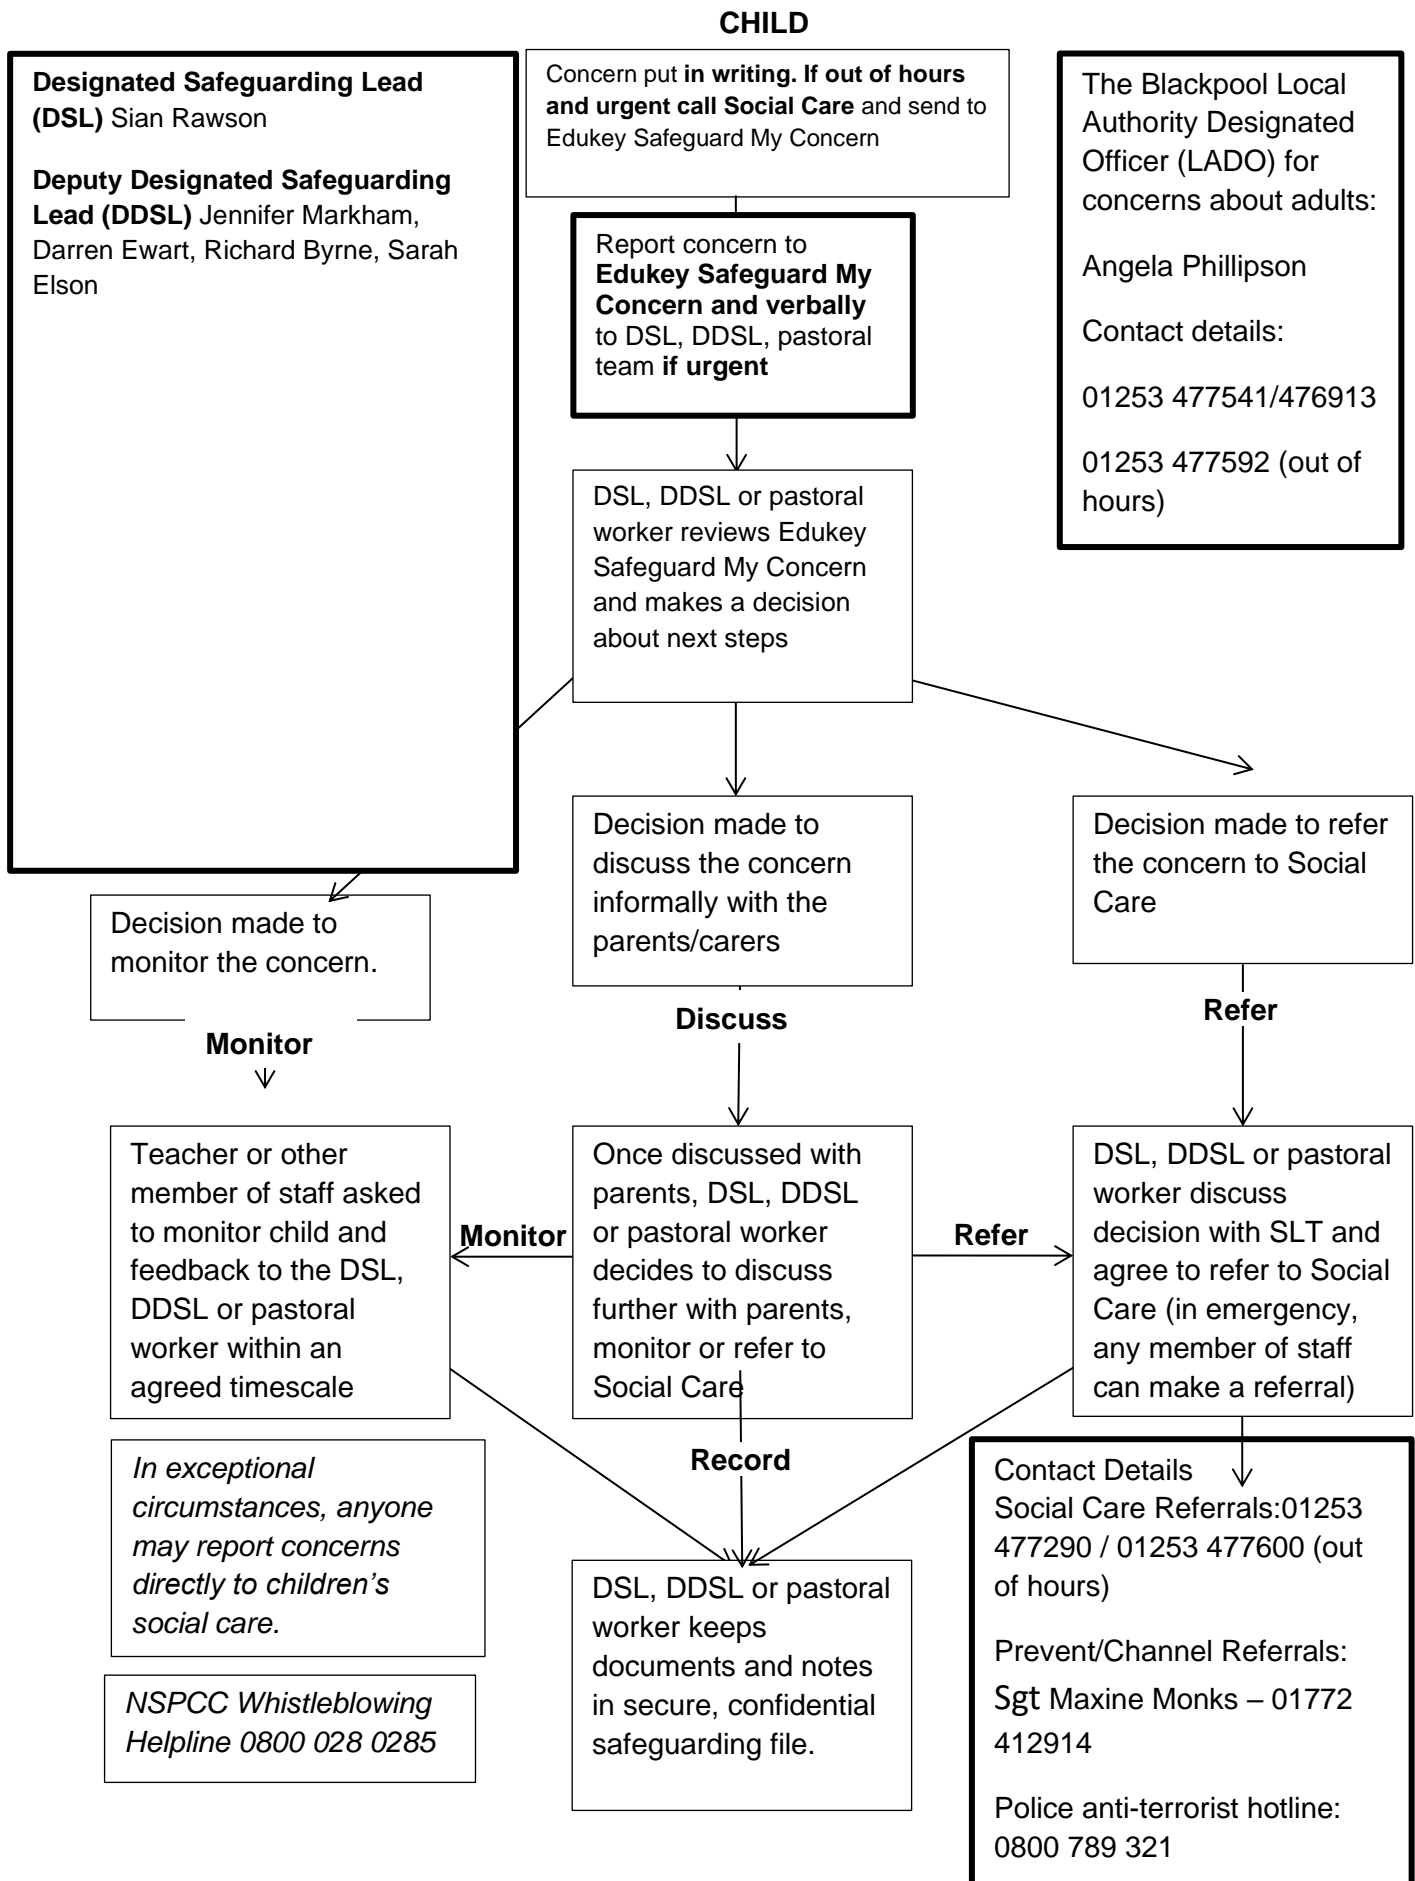 CHILD
Designated Safeguarding Lead
(DSL) Sian Rawson
Deputy Designated Safeguarding
Lead (DDSL) Jennifer Markham,
Darren Ewart, Richard Byrne, Sarah
Elson
Concern put in writing. If out of hours
and urgent call Social Care and send to
Edukey Safeguard My Concern
Report concern to
Edukey Safeguard My
Concern and verbally
to DSL, DDSL, pastoral
team if urgent
The Blackpool Local
Authority Designated
Officer (LADO) for
concerns about adults:
Angela Phillipson
Contact details:
01253 477541/476913
01253 477592 (out of
hours)
DSL, DDSL or pastoral
worker reviews Edukey
Safeguard My Concern
and makes a decision
about next steps
Decision made to
monitor the concern.
Decision made to
discuss the concern
informally with the
parents/carers
Decision made to refer
the concern to Social
Care
Monitor
Discuss
Refer
Teacher or other
member of staff asked
to monitor child and
feedback to the DSL,
DDSL or pastoral
worker within an
agreed timescale
Monitor
Once discussed with
parents, DSL, DDSL
or pastoral worker
decides to discuss
further with parents,
monitor or refer to
Social Care
Refer
DSL, DDSL or pastoral
worker discuss
decision with SLT and
agree to refer to Social
Care (in emergency,
any member of staff
can make a referral)
In exceptional
circumstances, anyone
may report concerns
directly to children’s
social care.
NSPCC Whistleblowing
Helpline 0800 028 0285
Record
DSL, DDSL or pastoral
worker keeps
documents and notes
in secure, confidential
safeguarding file.
Contact Details
Social Care Referrals:01253
477290 / 01253 477600 (out
of hours)
Prevent/Channel Referrals:
Sgt Maxine Monks – 01772
412914
Police anti-terrorist hotline:
0800 789 321